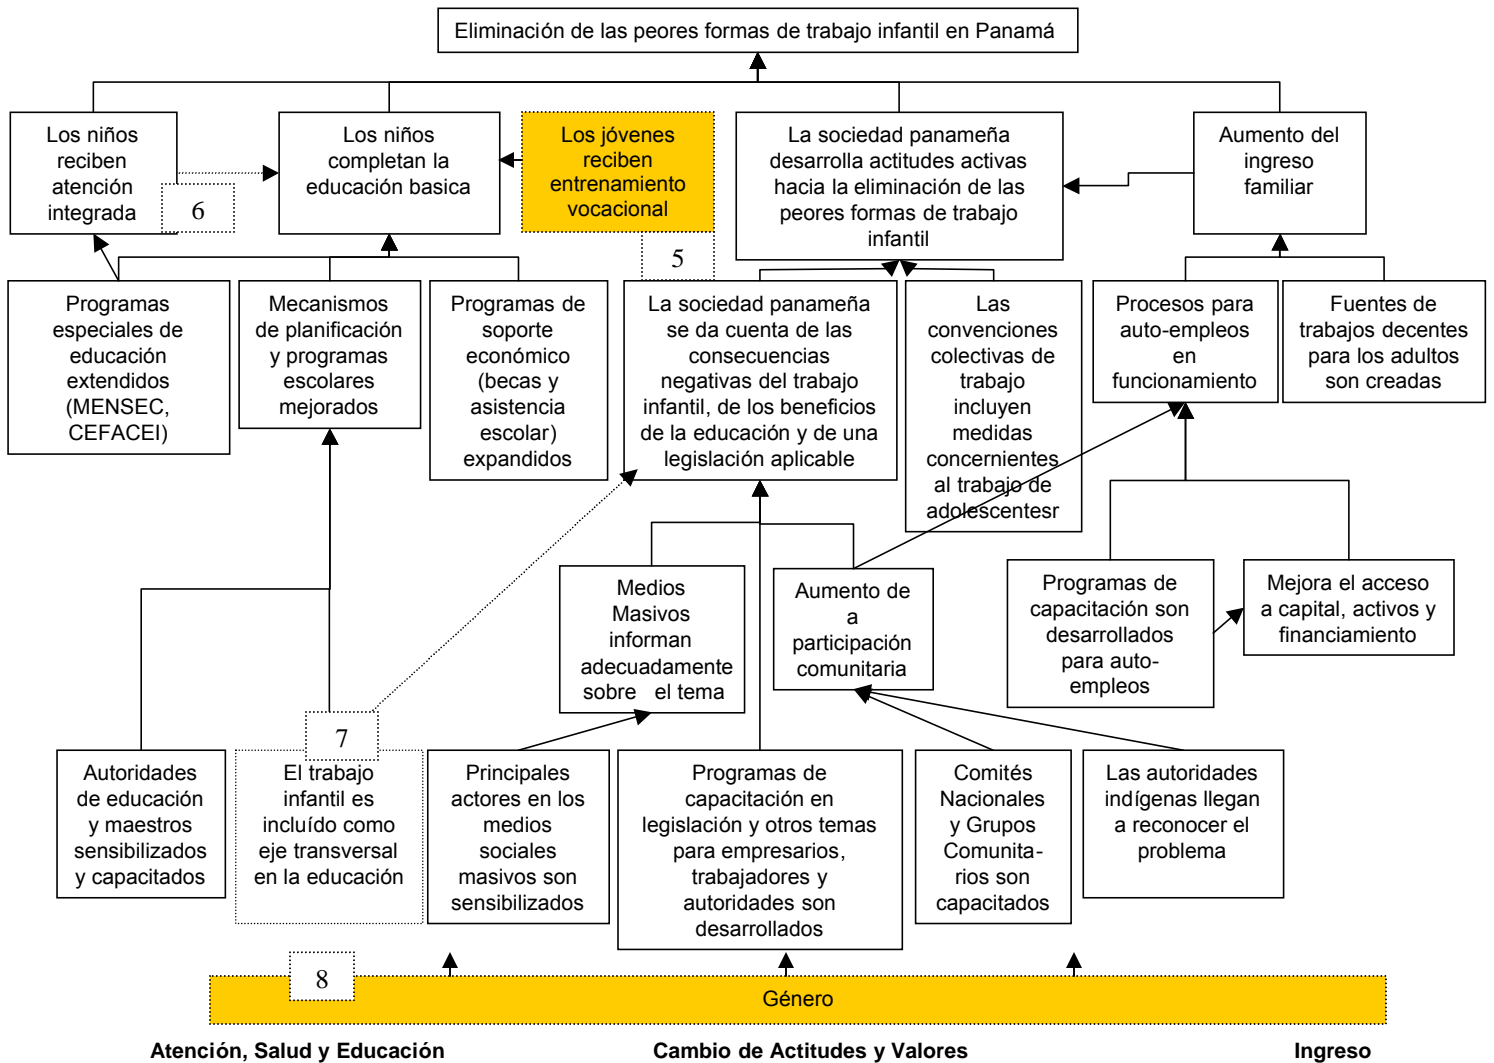 Eliminación de las peores formas de trabajo infantil en Panamá
Los niños
reciben
atención
integrada
6
Los niños
completan la
educación basica
Los jóvenes
reciben
entrenamiento
vocacional
5
La sociedad panameña
desarrolla actitudes activas
hacia la eliminación de las
peores formas de trabajo
infantil
Aumento del
ingreso
familiar
Programas
especiales de
educación
extendidos
(MENSEC,
CEFACEI)
Mecanismos
de planificación
y programas
escolares
mejorados
Programas de
soporte
económico
(becas y
asistencia
escolar)
expandidos
La sociedad panameña
se da cuenta de las
consecuencias
negativas del trabajo
infantil, de los beneficios
de la educación y de una
legislación aplicable
Las
convenciones
colectivas de
trabajo
incluyen
medidas
concernientes
al trabajo de
adolescentesr
Procesos para
auto-empleos
en
funcionamiento
Fuentes de
trabajos decentes
para los adultos
son creadas
Medios
Masivos
informan
adecuadamente
sobre el tema
Aumento de
a
participación
comunitaria
Programas de
capacitación son
desarrollados
para auto-
empleos
Mejora el acceso
a capital, activos y
financiamiento
Autoridades
de educación
y maestros
sensibilizados
y capacitados
7
El trabajo
infantil es
incluído como
eje transversal
en la educación
Principales
actores en los
medios
sociales
masivos son
sensibilizados
Programas de
capacitación en
legislación y otros temas
para empresarios,
trabajadores y
autoridades son
desarrollados
Comités
Nacionales
y Grupos
Comunita-
rios son
capacitados
Las autoridades
indígenas llegan
a reconocer el
problema
8
Género
Atención, Salud y Educación
Cambio de Actitudes y Valores
Ingreso